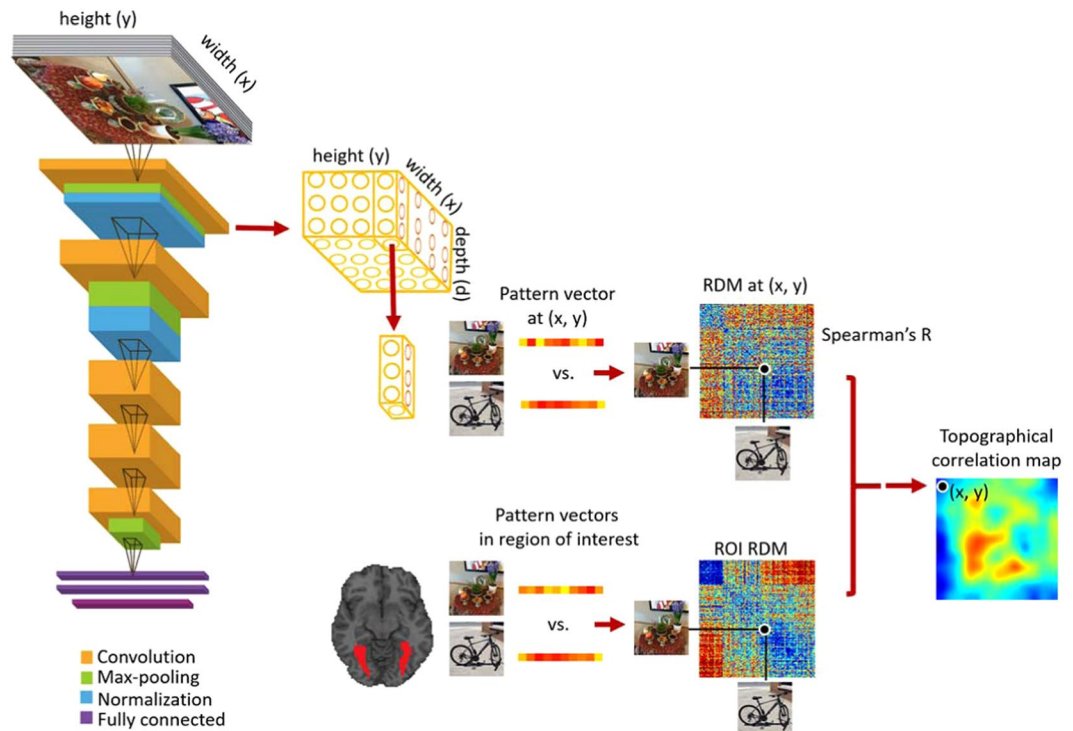 height (y)
width (x)
height (y)
width (x)
depth (d)
Pattern vector
at (x, y)
vs.
RDM at (x, y)
Spearman's R
Topographical
correlation map
(x, y)
Pattern vectors
in region of interest
vs.
ROI RDM
Convolution
Max-pooling
Normalization
Fully connected